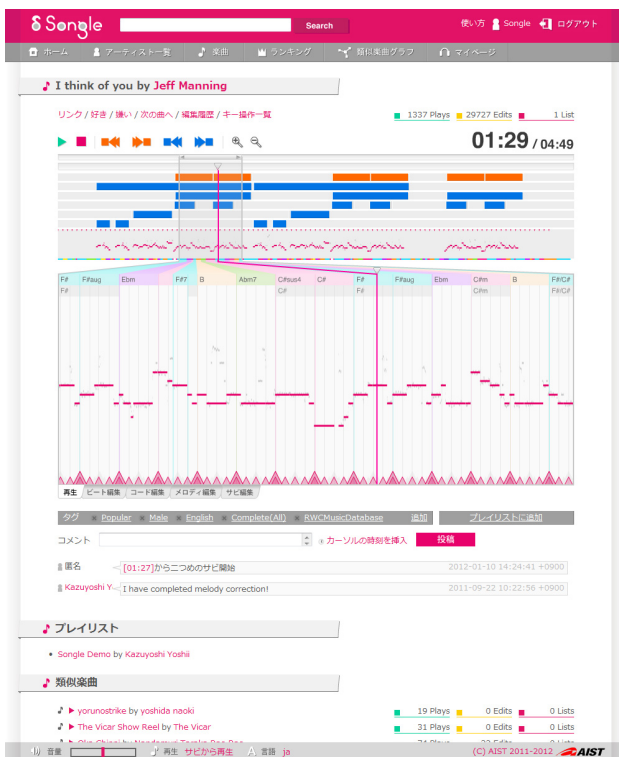 Songle
Search
使い方 Songle ログアウト
ホーム アーティスト一覧 楽曲 ランキング 類似楽曲グラフ マイページ
I think of you by Jeff Manning
リンク / 好き / 嫌い / 次の曲へ / 編集履歴 / キー操作一覧
1337 Plays 29727 Edits 1 List
01:29 / 04:49
F# F#aug Ebm F#7 B Abm7 C#sus4 C# F# F#aug Ebm C#m B F#/C#
F# C# F# C#m F#/C#
再生 ビート編集 コード編集 メロディ編集 サビ編集
タグ Popular Male English Complete(All) RWCMusicDatabase 追加 プレイリストに追加
コメント カーソルの時刻を挿入 投稿
匿名 [01:27]から二つめのサビ開始 2012-01-10 14:24:41 +0900
Kazuyoshi Y... I have completed melody correction! 2011-09-22 10:22:56 +0900
プレイリスト
Songle Demo by Kazuyoshi Yoshii
類似楽曲
yorunostrike by yoshida naoki 19 Plays 0 Edits 0 Lists
The Vicar Show Reel by The Vicar 31 Plays 0 Edits 0 Lists
音量 再生 サビから再生 言語 ja (C) AIST 2011-2012 AIST